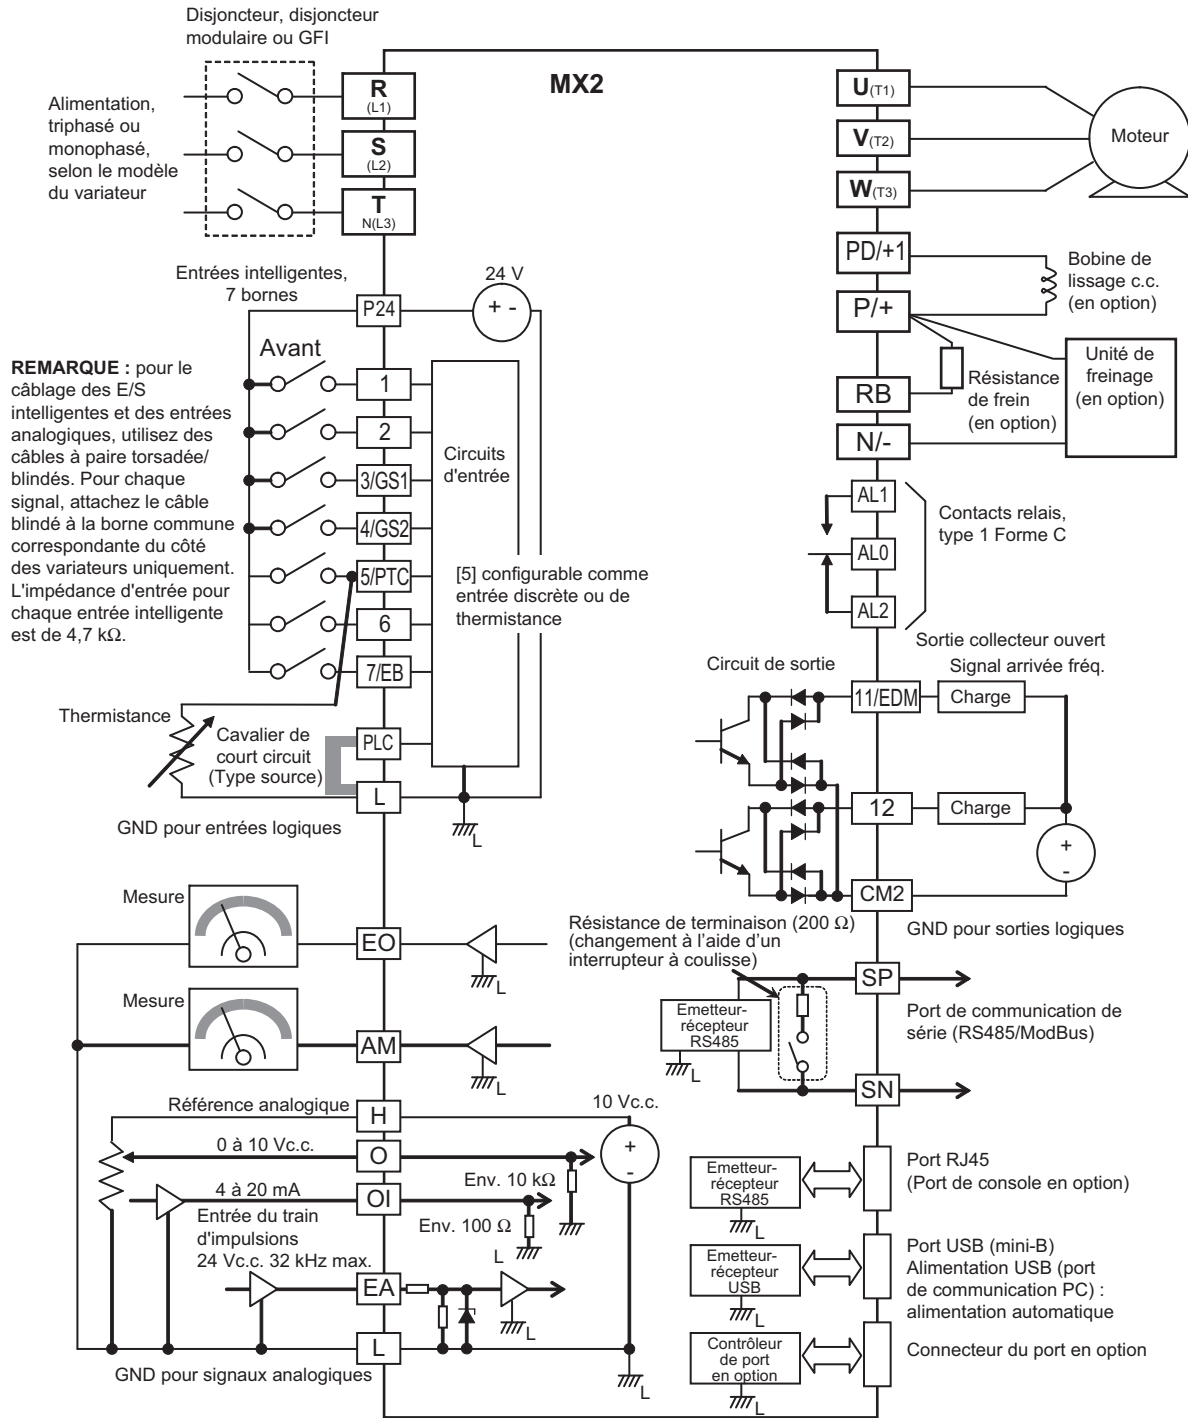 Disjoncteur, disjoncteur
modulaire ou GFI
MX2
Alimentation,
triphasé ou
monophasé,
selon le modèle
du variateur
R
(L1)
S
(L2)
T
N(L3)
U(T1)
V(T2)
W(T3)
Moteur
PD/+1
P/+
RB
N/-
Bobine de
lissage c.c.
(en option)
Résistance
de frein
(en option)
Unité de
freinage
(en option)
Entrées intelligentes,
7 bornes
24 V
P24
+ -
Avant
REMARQUE : pour le
câblage des E/S
intelligentes et des entrées
analogiques, utilisez des
câbles à paire torsadée/
blindés. Pour chaque
signal, attachez le câble
blindé à la borne commune
correspondante du côté
des variateurs uniquement.
L'impédance d'entrée pour
chaque entrée intelligente
est de 4,7 kΩ.
1
2
3/GS1
4/GS2
5/PTC
6
7/EB
PLC
L
Circuits
d'entrée
[5] configurable comme
entrée discrète ou de
thermistance
Thermistance
Cavalier de
court circuit
(Type source)
GND pour entrées logiques
L
AL1
AL0
AL2
Contacts relais,
type 1 Forme C
Sortie collecteur ouvert
Signal arrivée fréq.
Circuit de sortie
11/EDM
Charge
12
Charge
+
-
CM2
GND pour sorties logiques
Mesure
EO
L
Mesure
AM
L
Résistance de terminaison (200 Ω)
(changement à l’aide d’un
interrupteur à coulisse)
SP
Emetteur-
récepteur
RS485
L
Port de communication de
série (RS485/ModBus)
SN
Référence analogique
H
10 Vc.c.
+
-
0 à 10 Vc.c.
O
Env. 10 kΩ
4 à 20 mA
OI
Env. 100 Ω
Entrée du train
d'impulsions
24 Vc.c. 32 kHz max.
EA
L
L
L
L
GND pour signaux analogiques
Emetteur-
récepteur
RS485
L
Port RJ45
(Port de console en option)
Emetteur-
récepteur
USB
L
Port USB (mini-B)
Alimentation USB (port
de communication PC) :
alimentation automatique
Contrôleur
de port
en option
L
Connecteur du port en option